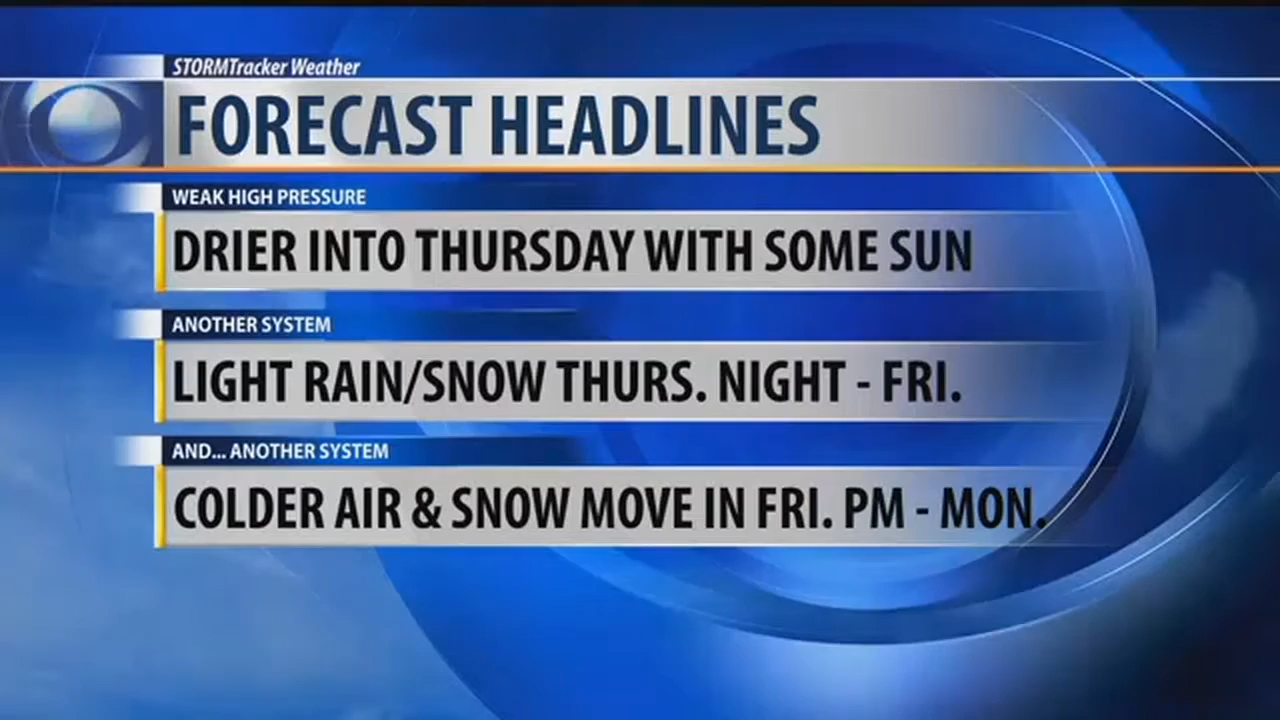 STORMTracker Weather
FORECAST HEADLINES
WEAK HIGH PRESSURE
DRIER INTO THURSDAY WITH SOME SUN
ANOTHER SYSTEM
LIGHT RAIN/SNOW THURS. NIGHT - FRI.
AND... ANOTHER SYSTEM
COLDER AIR & SNOW MOVE IN FRI. PM - MON.